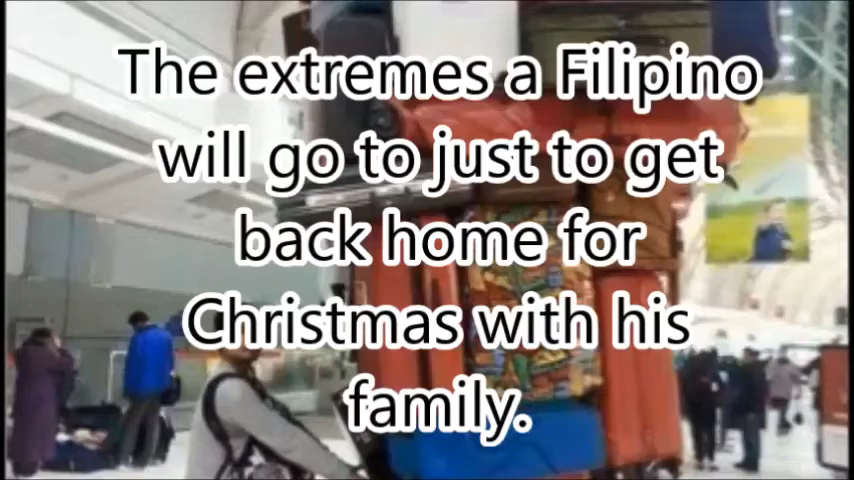 The extremes a Filipino
will go to just to get
back home for
Christmas with his
family.